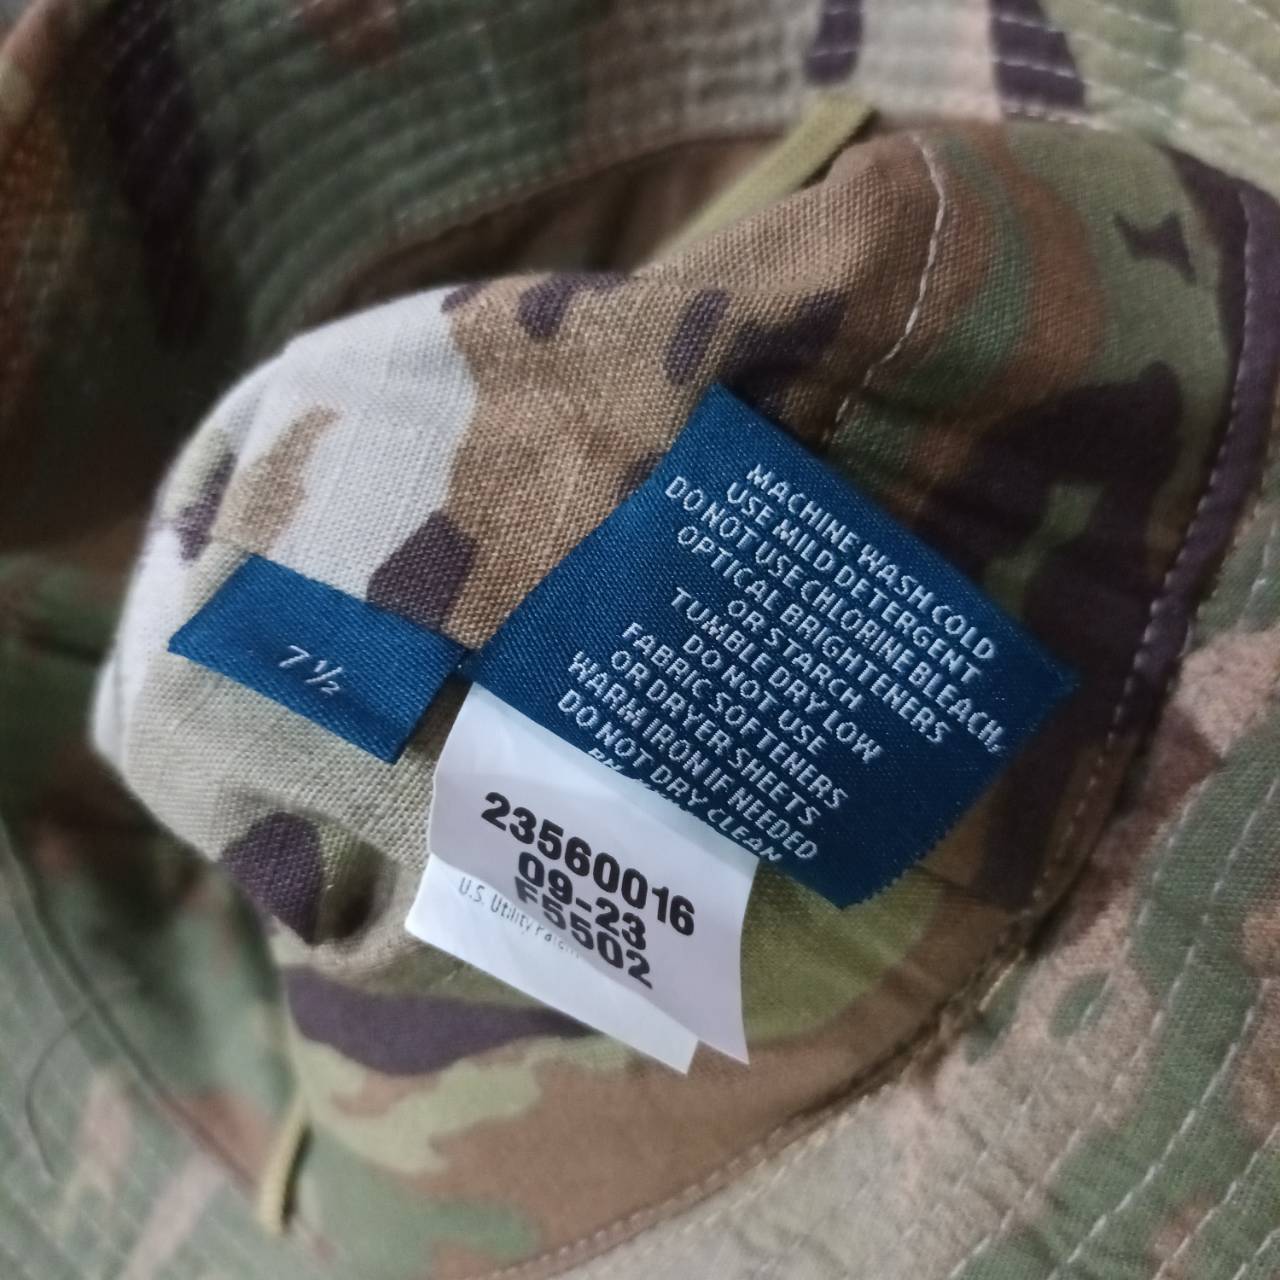 7 ½
MACHINE WASH COLD
USE MILD DETERGENT
DO NOT USE CHLORINE BLEACH,
OPTICAL BRIGHTENERS
OR STARCH
TUMBLE DRY LOW
DO NOT USE
FABRIC SOFTENERS
OR DRYER SHEETS
WARM IRON IF NEEDED
DO NOT DRY CLEAN
23560016
09-23
F5502
U.S. Utility